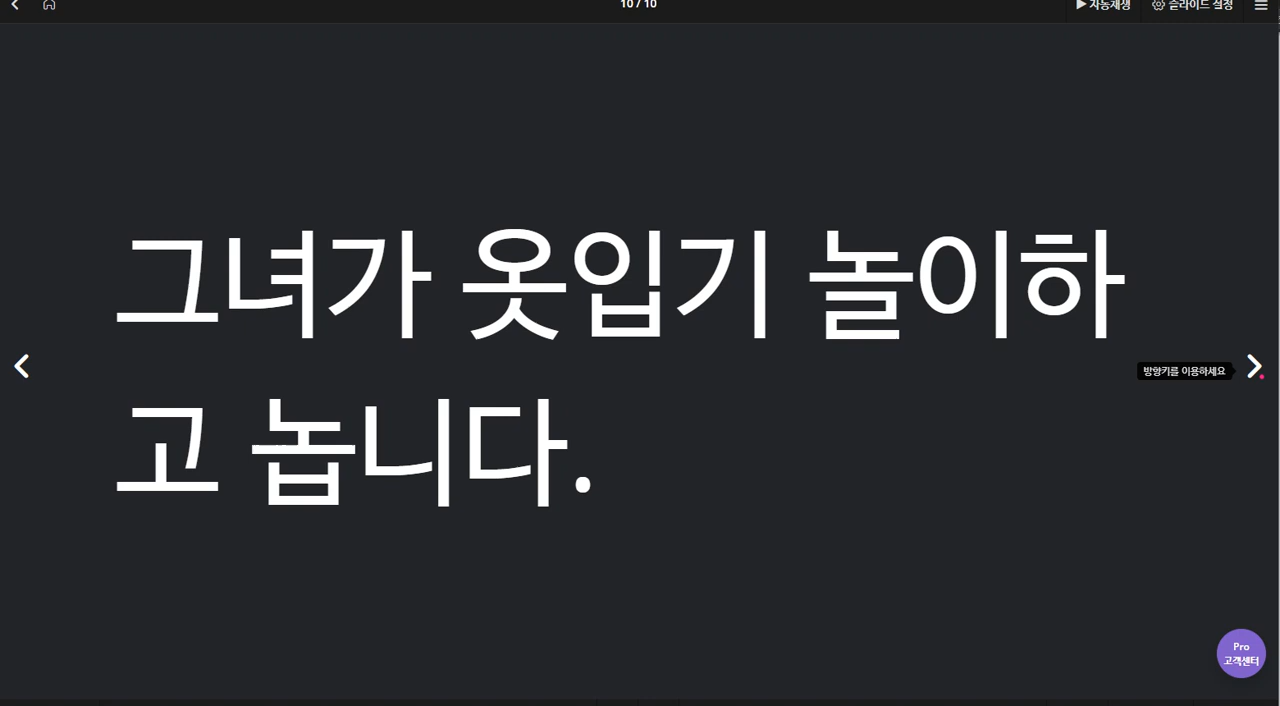 10 / 10
자동재생
슬라이드 설정
그녀가 옷입기 놀이하
고 놉니다.
방향키를 이용하세요
Pro
고객센터